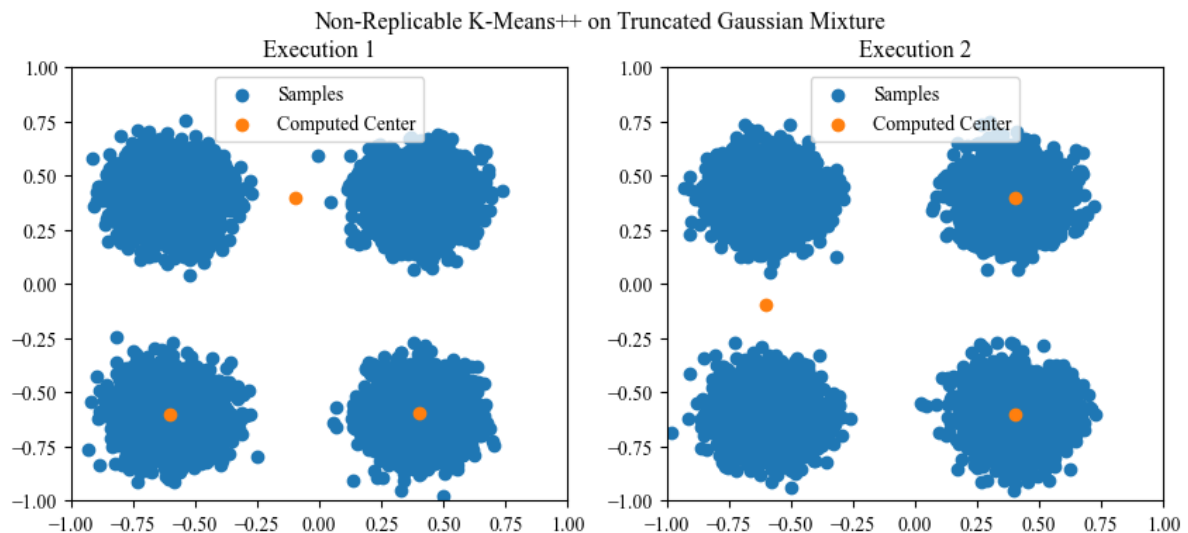 Non-Replicable K-Means++ on Truncated Gaussian Mixture
Execution 1
Samples
Computed Center
1.00
0.75
0.50
0.25
0.00
−0.25
−0.50
−0.75
−1.00
−1.00 −0.75 −0.50 −0.25 0.00 0.25 0.50 0.75 1.00
Execution 2
Samples
Computed Center
1.00
0.75
0.50
0.25
0.00
−0.25
−0.50
−0.75
−1.00
−1.00 −0.75 −0.50 −0.25 0.00 0.25 0.50 0.75 1.00